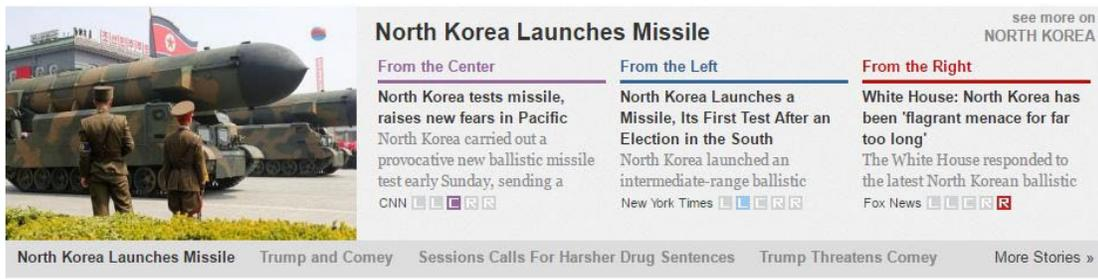 see more on
NORTH KOREA
North Korea Launches Missile
From the Center
North Korea tests missile,
raises new fears in Pacific
North Korea carried out a
provocative new ballistic missile
test early Sunday, sending a
CNN L L C R R
From the Left
North Korea Launches a
Missile, Its First Test After an
Election in the South
North Korea launched an
intermediate-range ballistic
New York Times L L C R R
From the Right
White House: North Korea has
been 'flagrant menace for far
too long'
The White House responded to
the latest North Korean ballistic
Fox News L L C R R
North Korea Launches Missile Trump and Comey Sessions Calls For Harsher Drug Sentences Trump Threatens Comey More Stories »